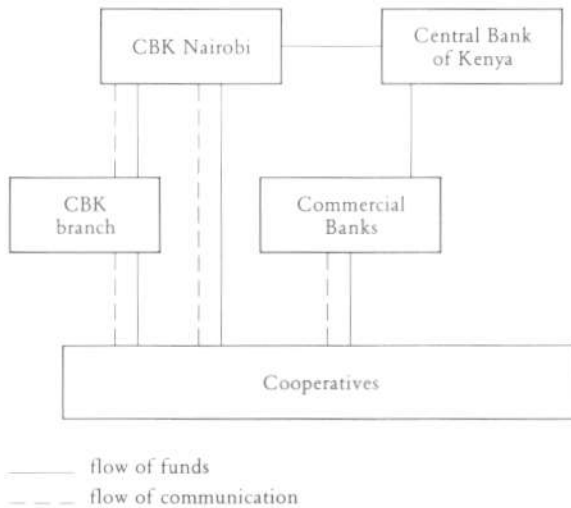 CBK Nairobi
Central Bank
of Kenya
CBK
branch
Commercial
Banks
Cooperatives
flow of funds
flow of communication